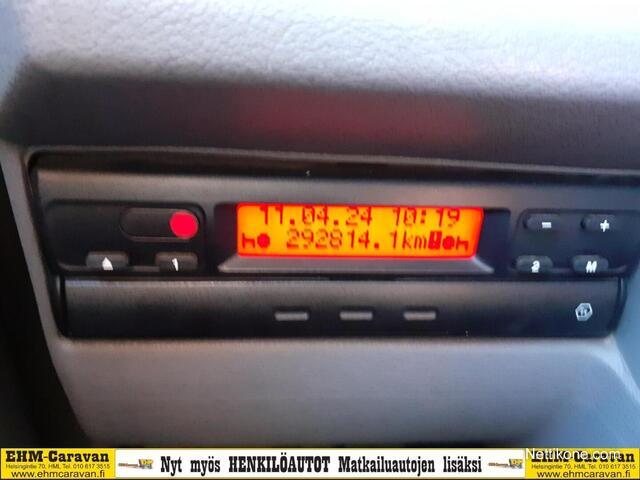 11.04.24 10:19
292814.1km
- +
1 2 M
EHM-Caravan
Helsingintie 70, HML Tel. 010 617 3515
www.ehmcaravan.fi
Nyt myös HENKILÖAUTOT Matkailuautojen lisäksi
EHM-Caravan
Helsingintie 70, HML Tel. 010 617 3515
www.ehmcaravan.fi
Nettikone.com